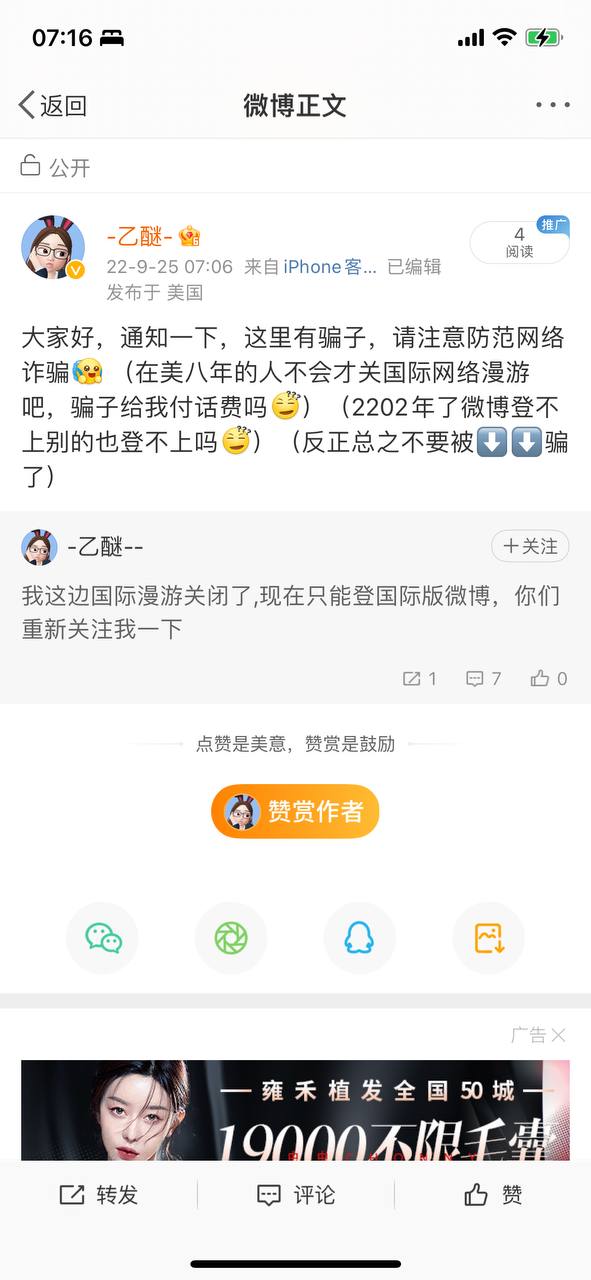 07:16
返回
微博正文
公开
-乙醚-
推广
4
阅读
22-9-25 07:06 来自 iPhone客... 已编辑
发布于 美国
大家好，通知一下，这里有骗子，请注意防范网络
诈骗🥳（在美八年的人不会才关国际网络漫游
吧，骗子给我付话费吗😒）（2202年了微博登不
上别的也登不上吗😒）（反正总之不要被⬇️⬇️骗
了）
-乙醚--
+关注
我这边国际漫游关闭了,现在只能登国际版微博，你们
重新关注我一下
1 7 0
点赞是美意，赞赏是鼓励
赞赏作者
广告
雍禾植发全国50城
19000不限毛囊
转发 评论 赞